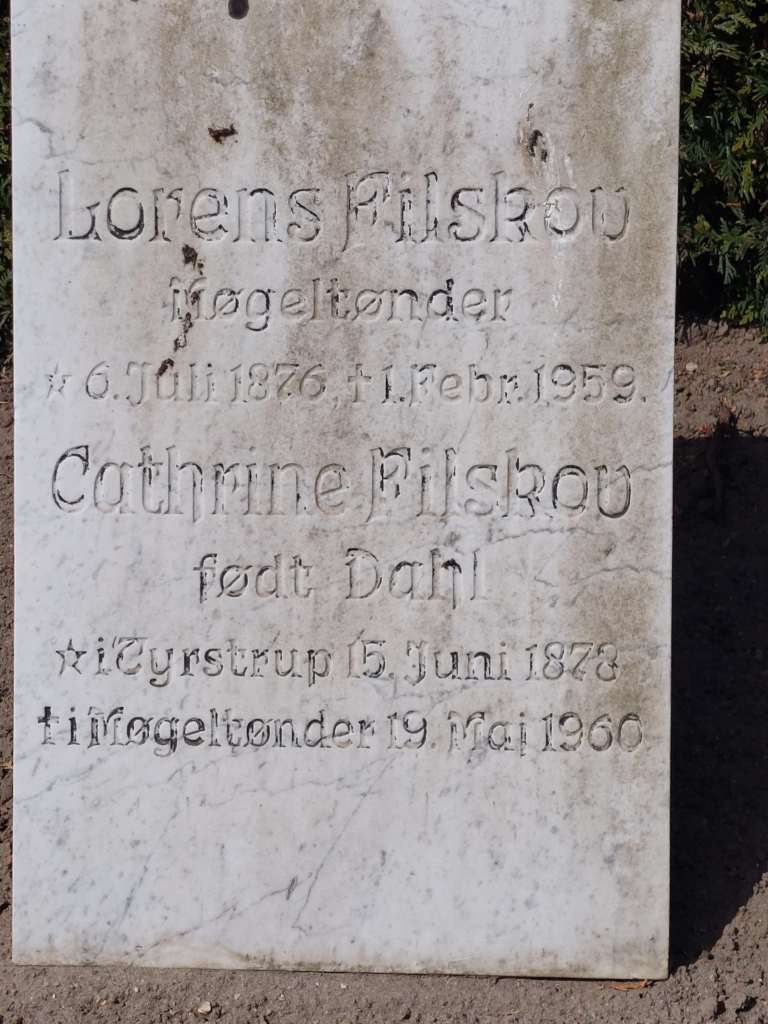 Lorens Filskov
Møgeltønder
☆ 6. Juli 1876, † 1. Febr. 1959.
Cathrine Filskov
født Dahl
☆ i Tyrstrup 15. Juni 1878
† i Møgeltønder 19. Maj 1960